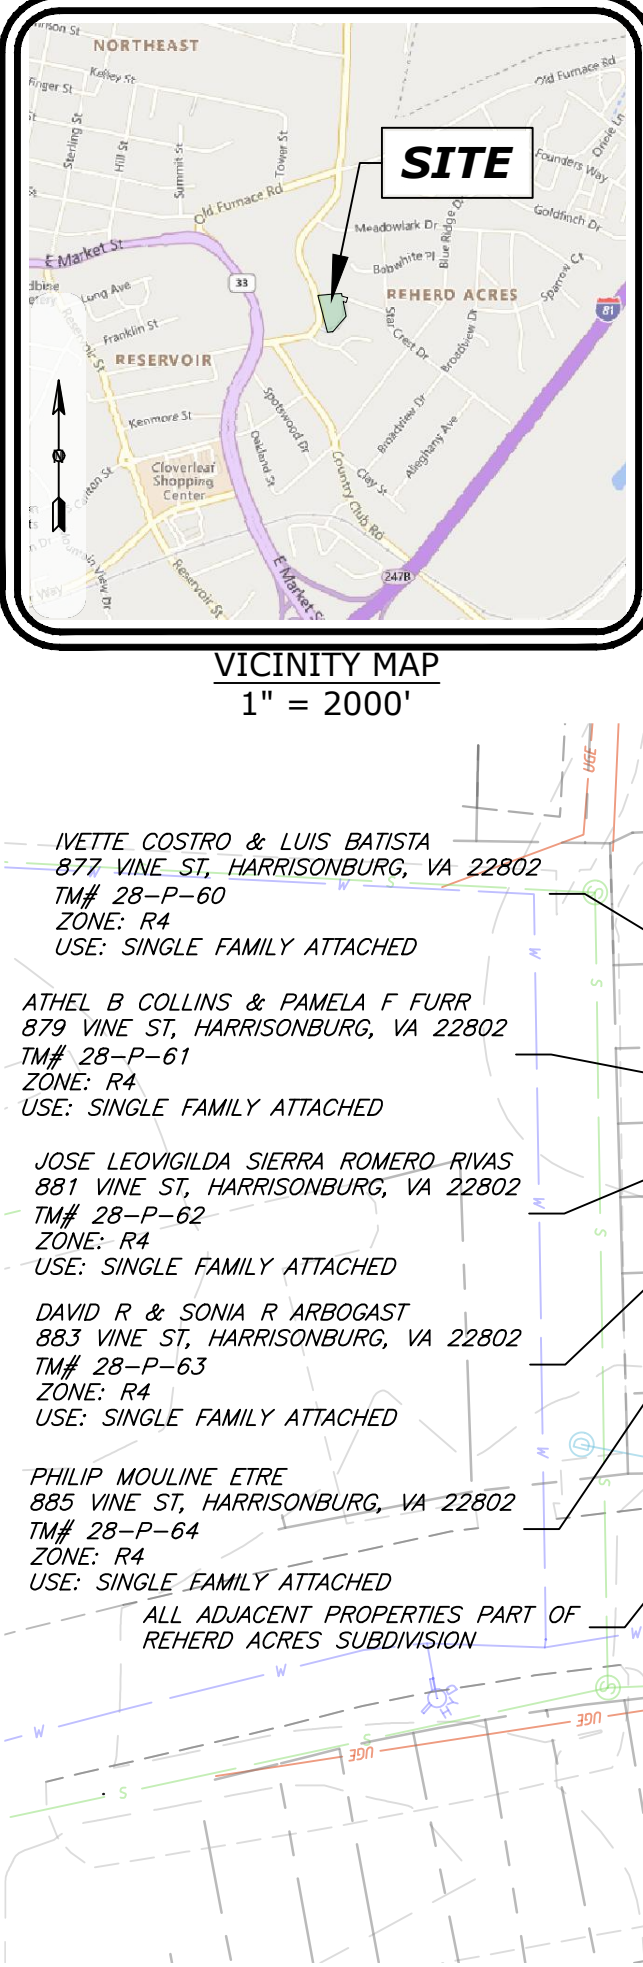 NORTHEAST
Kelley St
Old Furnace Rd
Finger St
Sterling St
Hill St
Summit St
Tower St
SITE
Founders Way
Oriole Ln
Old Furnace Rd
Goldfinch Dr
Meadowlark Dr
Blue Ridge Dr
E Market St
Bobwhite Pl
33
REHERD ACRES
Sparrow Ct
Long Ave
81
Franklin St
Star Crest Dr
Broadview Dr
RESERVOIR
Reservoir St
Kenmore St
Spotswood Dr
Broadview Dr
Alleghany Ave
Oakland St
Cloverleaf
Shopping
Center
Clay St
Country Club Rd
N
Reservoir St
247B
Way
E Market St
VICINITY MAP
1" = 2000'
UGE
IVETTE COSTRO & LUIS BATISTA
877 VINE ST, HARRISONBURG, VA 22802
W
W
S
S
TM# 28-P-60
ZONE: R4
USE: SINGLE FAMILY ATTACHED
W
S
ATHEL B COLLINS & PAMELA F FURR
879 VINE ST, HARRISONBURG, VA 22802
TM# 28-P-61
ZONE: R4
USE: SINGLE FAMILY ATTACHED
JOSE LEOVIGILDA SIERRA ROMERO RIVAS
881 VINE ST, HARRISONBURG, VA 22802
W
TM# 28-P-62
S
ZONE: R4
USE: SINGLE FAMILY ATTACHED
DAVID R & SONIA R ARBOGAST
883 VINE ST, HARRISONBURG, VA 22802
TM# 28-P-63
ZONE: R4
USE: SINGLE FAMILY ATTACHED
D
W
PHILIP MOULINE ETRE
S
885 VINE ST, HARRISONBURG, VA 22802
TM# 28-P-64
ZONE: R4
USE: SINGLE FAMILY ATTACHED
ALL ADJACENT PROPERTIES PART OF
REHERD ACRES SUBDIVISION
W
W
S
HYD
UGE
W
S
UGE
S